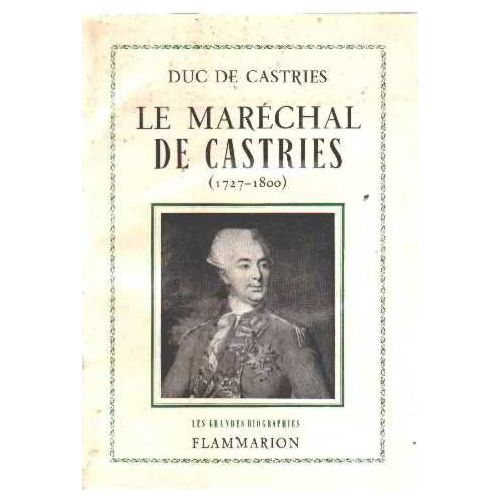 DUC DE CASTRIES
LE MARÉCHAL
DE CASTRIES
(1727-1800)
LES GRANDES BIOGRAPHIES
FLAMMARION